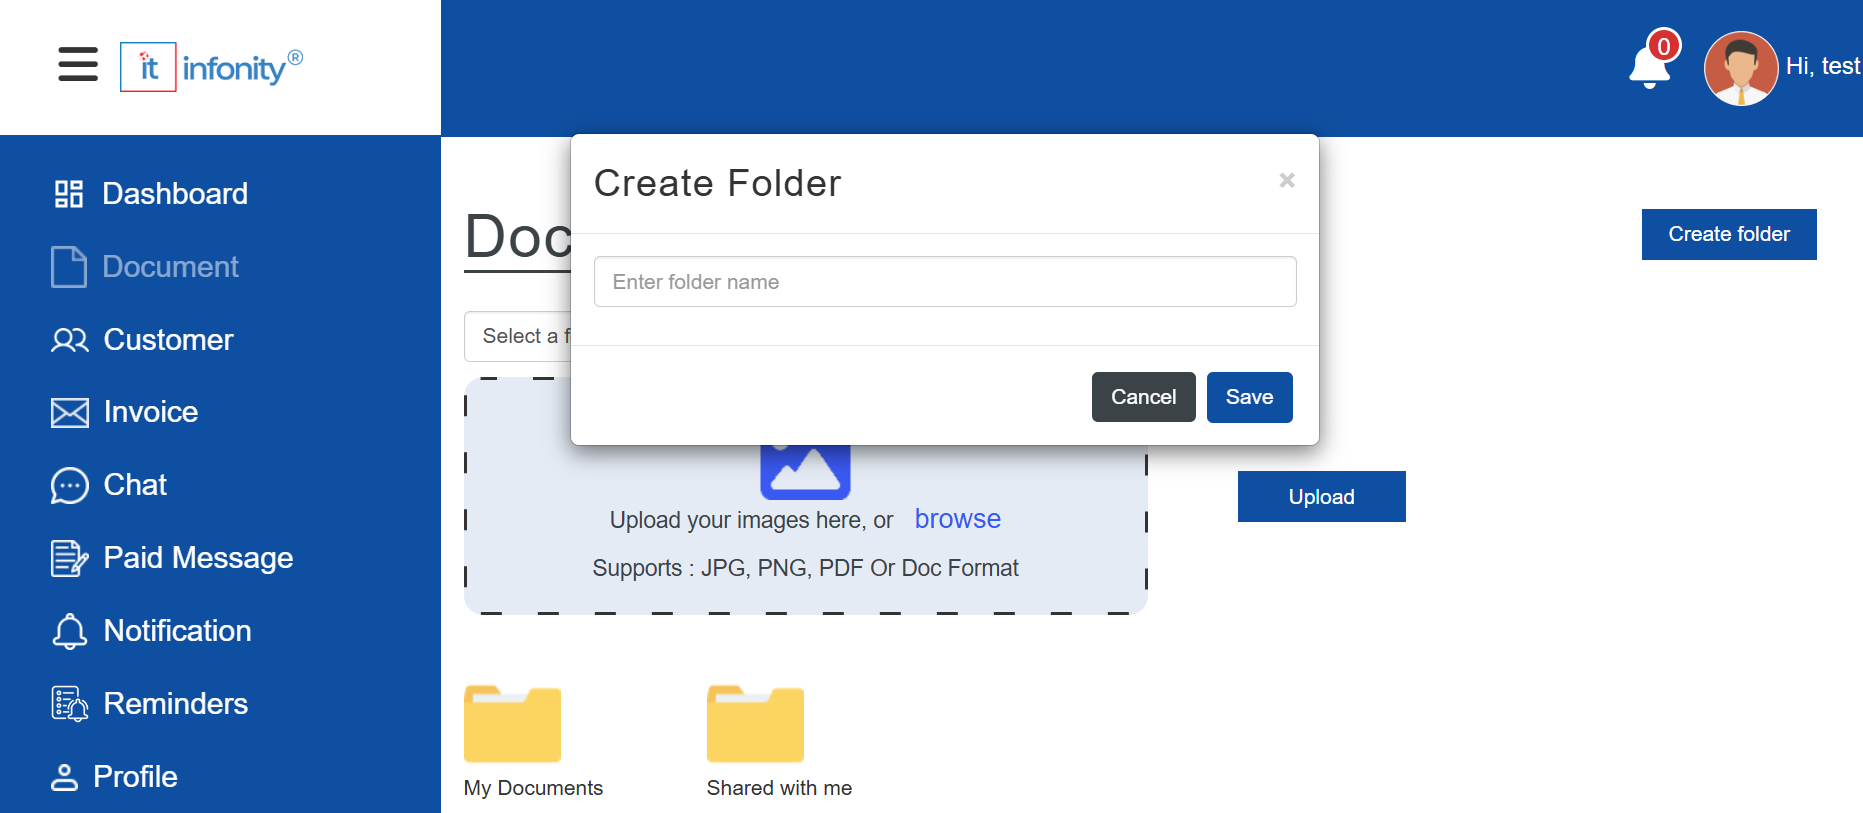 it infonity®
0
Hi, test
Dashboard
Document
Customer
Invoice
Chat
Paid Message
Notification
Reminders
Profile
Create Folder
×
Enter folder name
Cancel
Save
Doc
Create folder
Select a f
Upload your images here, or browse
Supports : JPG, PNG, PDF Or Doc Format
Upload
My Documents
Shared with me